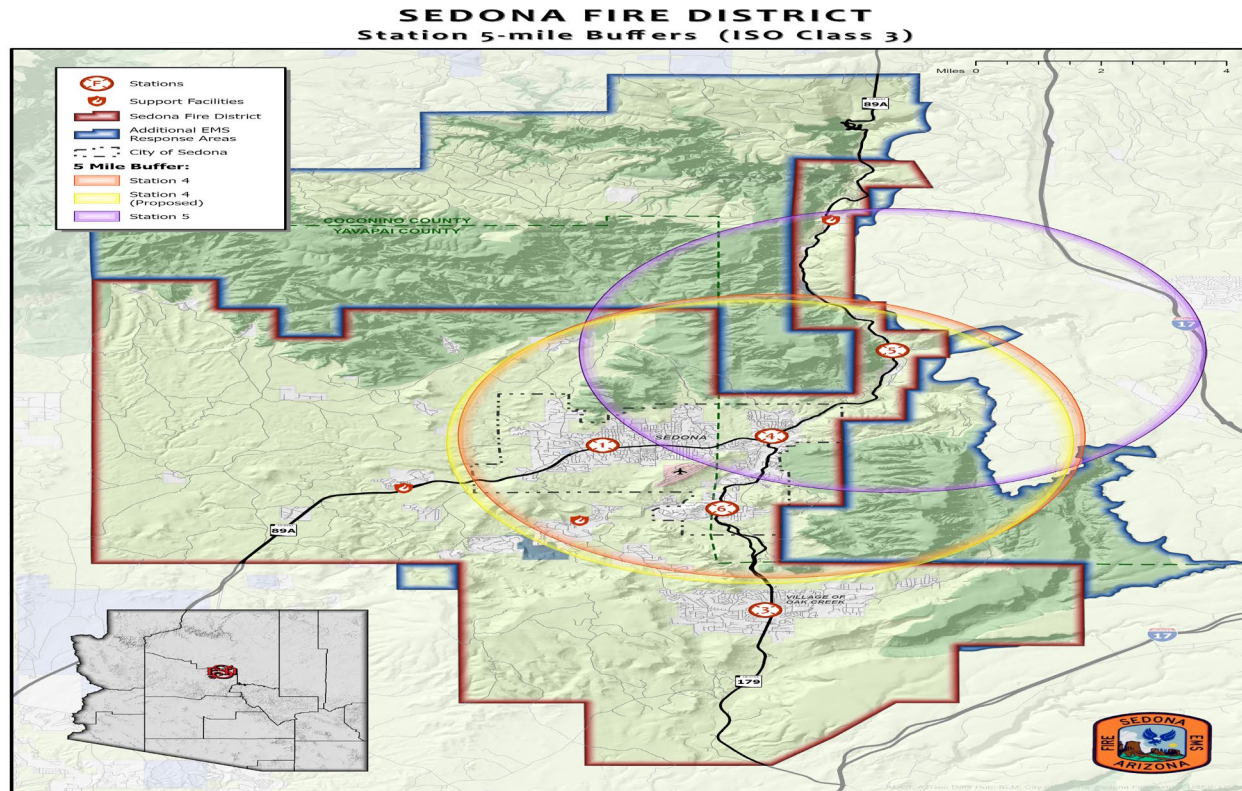 SEDONA FIRE DISTRICT
Station 5-mile Buffers (ISO Class 3)
Miles 0 2 4
F Stations
Support Facilities
Sedona Fire District
Additional EMS
Response Areas
City of Sedona
5 Mile Buffer:
Station 4
Station 4
(Proposed)
Station 5
89A
COCONINO COUNTY
YAVAPAI COUNTY
17
5
SEDONA
4
1
6
89A
VILLAGE OF
OAK CREEK
3
17
179
SEDONA
FIRE
EMS
ARIZONA